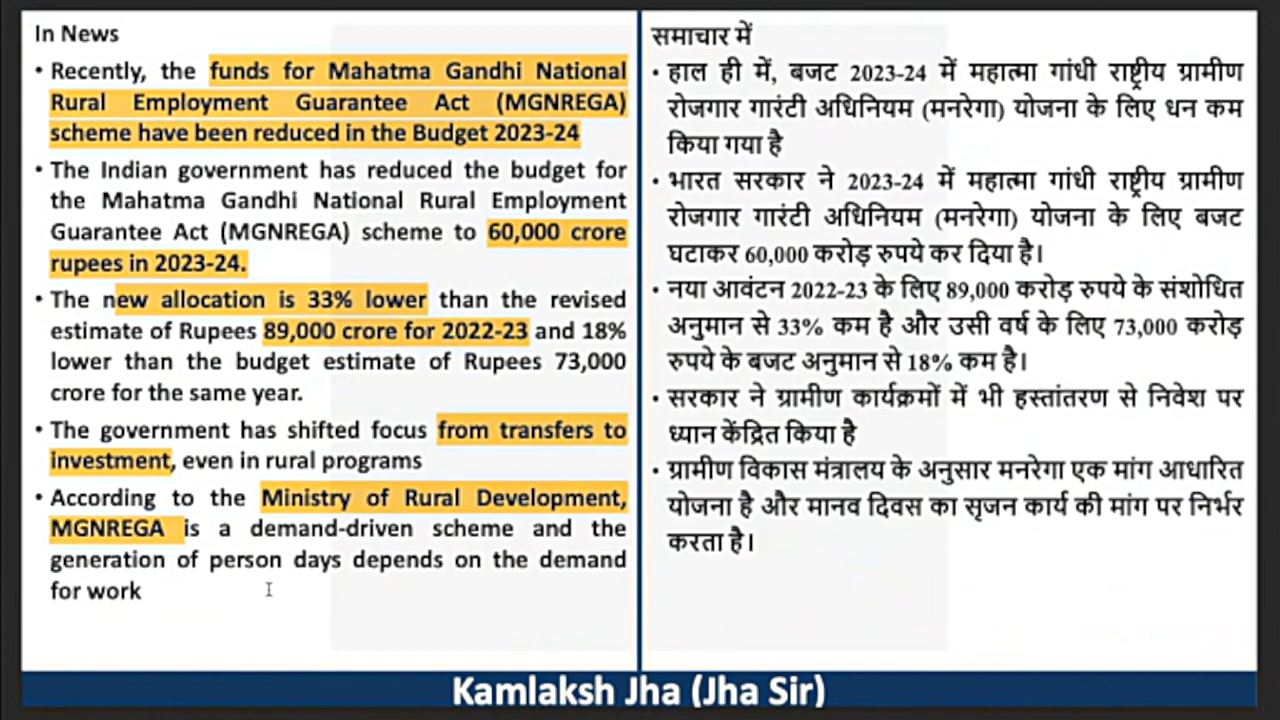 In News
• Recently, the funds for Mahatma Gandhi National
Rural Employment Guarantee Act (MGNREGA)
scheme have been reduced in the Budget 2023-24
• The Indian government has reduced the budget for
the Mahatma Gandhi National Rural Employment
Guarantee Act (MGNREGA) scheme to 60,000 crore
rupees in 2023-24.
• The new allocation is 33% lower than the revised
estimate of Rupees 89,000 crore for 2022-23 and 18%
lower than the budget estimate of Rupees 73,000
crore for the same year.
• The government has shifted focus from transfers to
investment, even in rural programs
• According to the Ministry of Rural Development,
MGNREGA is a demand-driven scheme and the
generation of person days depends on the demand
for work
समाचार में
• हाल ही में, बजट 2023-24 में महात्मा गांधी राष्ट्रीय ग्रामीण
रोजगार गारंटी अधिनियम (मनरेगा) योजना के लिए धन कम
किया गया है
• भारत सरकार ने 2023-24 में महात्मा गांधी राष्ट्रीय ग्रामीण
रोजगार गारंटी अधिनियम (मनरेगा) योजना के लिए बजट
घटाकर 60,000 करोड़ रुपये कर दिया है।
• नया आवंटन 2022-23 के लिए 89,000 करोड़ रुपये के संशोधित
अनुमान से 33% कम है और उसी वर्ष के लिए 73,000 करोड़
रुपये के बजट अनुमान से 18% कम है।
• सरकार ने ग्रामीण कार्यक्रमों में भी हस्तांतरण से निवेश पर
ध्यान केंद्रित किया है
• ग्रामीण विकास मंत्रालय के अनुसार मनरेगा एक मांग आधारित
योजना है और मानव दिवस का सृजन कार्य की मांग पर निर्भर
करता है।
Kamlaksh Jha (Jha Sir)